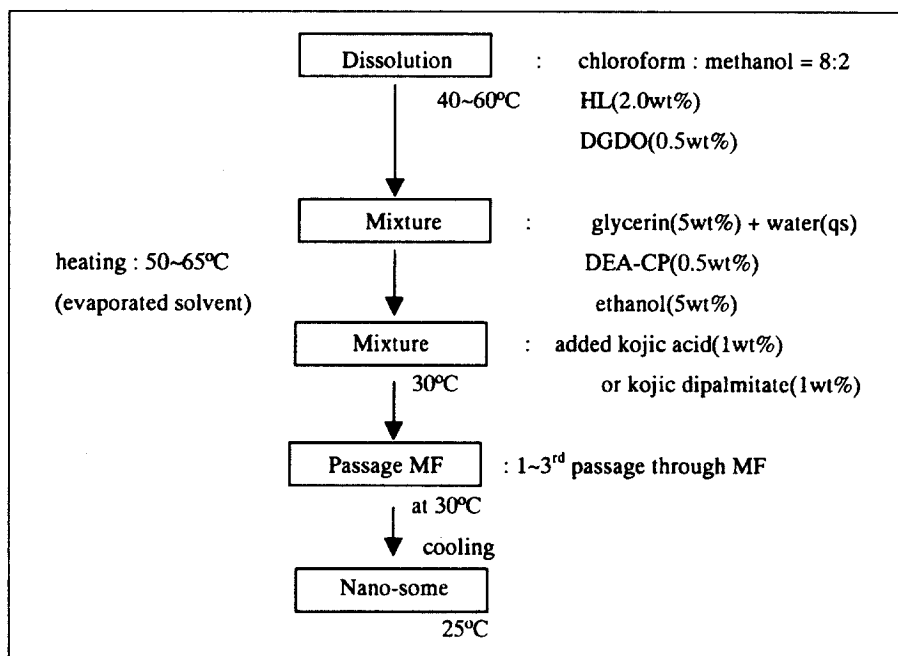 Dissolution : chloroform : methanol = 8:2
40~60°C HL(2.0wt%)
DGDO(0.5wt%)
Mixture : glycerin(5wt%) + water(qs)
heating : 50~65°C DEA-CP(0.5wt%)
(evaporated solvent) ethanol(5wt%)
Mixture : added kojic acid(1wt%)
30°C or kojic dipalmitate(1wt%)
Passage MF : 1~3rd passage through MF
at 30°C
cooling
Nano-some
25°C